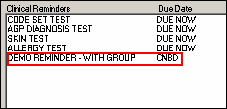 Clinical Reminders Due Date
CODE SET TEST DUE NOW
AGP DIAGNOSIS TEST DUE NOW
SKIN TEST DUE NOW
ALLERGY TEST DUE NOW
DEMO REMINDER - WITH GROUP CNBD